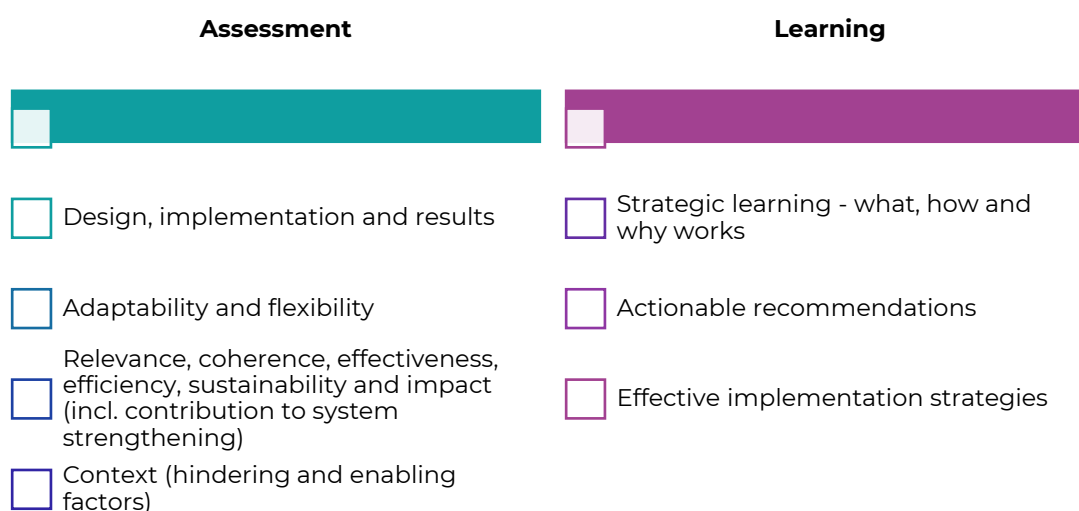 Assessment
Design, implementation and results
Adaptability and flexibility
Relevance, coherence, effectiveness,
efficiency, sustainability and impact
(incl. contribution to system
strengthening)
Context (hindering and enabling
factors)
Learning
Strategic learning - what, how and
why works
Actionable recommendations
Effective implementation strategies